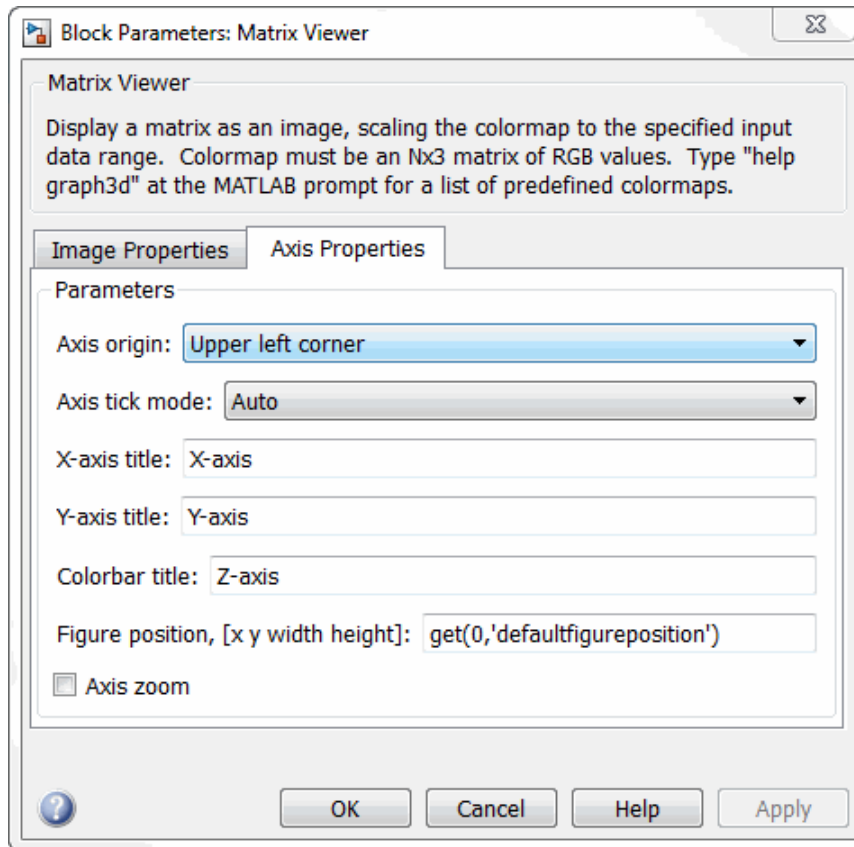 Block Parameters: Matrix Viewer
Matrix Viewer
Display a matrix as an image, scaling the colormap to the specified input
data range.  Colormap must be an Nx3 matrix of RGB values.  Type "help
graph3d" at the MATLAB prompt for a list of predefined colormaps.
Image Properties Axis Properties
Parameters
Axis origin: Upper left corner
Axis tick mode: Auto
X-axis title: X-axis
Y-axis title: Y-axis
Colorbar title: Z-axis
Figure position, [x y width height]: get(0,'defaultfigureposition')
Axis zoom
? OK Cancel Help Apply